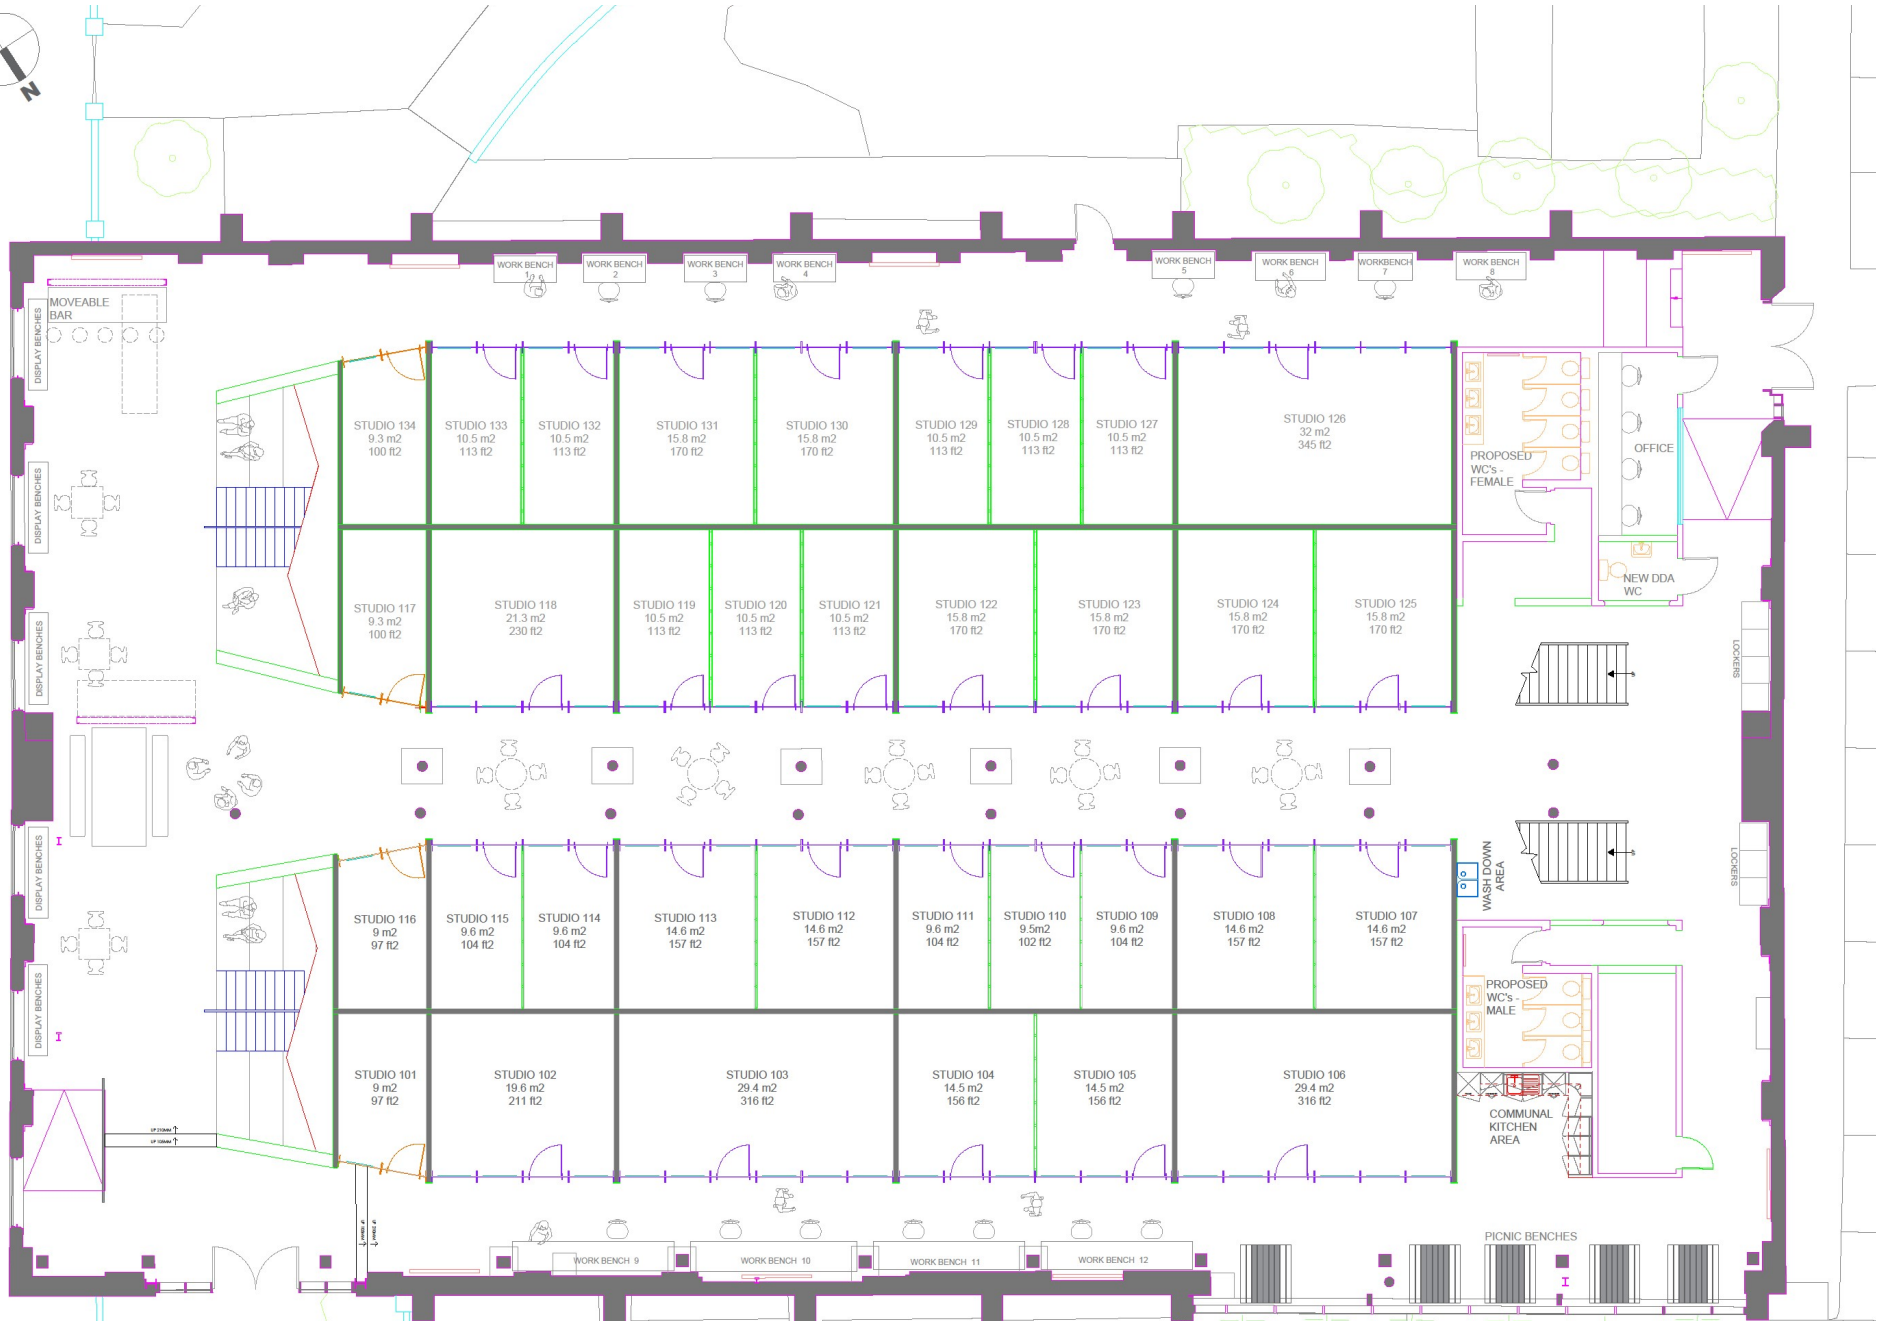 N
WORK BENCH
1
WORK BENCH
2
WORK BENCH
3
WORK BENCH
4
WORK BENCH
5
WORK BENCH
6
WORKBENCH
7
WORK BENCH
8
MOVEABLE
BAR
DISPLAY BENCHES
DISPLAY BENCHES
DISPLAY BENCHES
DISPLAY BENCHES
DISPLAY BENCHES
STUDIO 134
9.3 m2
100 ft2
STUDIO 133
10.5 m2
113 ft2
STUDIO 132
10.5 m2
113 ft2
STUDIO 131
15.8 m2
170 ft2
STUDIO 130
15.8 m2
170 ft2
STUDIO 129
10.5 m2
113 ft2
STUDIO 128
10.5 m2
113 ft2
STUDIO 127
10.5 m2
113 ft2
STUDIO 126
32 m2
345 ft2
PROPOSED
WC's -
FEMALE
OFFICE
STUDIO 117
9.3 m2
100 ft2
STUDIO 118
21.3 m2
230 ft2
STUDIO 119
10.5 m2
113 ft2
STUDIO 120
10.5 m2
113 ft2
STUDIO 121
10.5 m2
113 ft2
STUDIO 122
15.8 m2
170 ft2
STUDIO 123
15.8 m2
170 ft2
STUDIO 124
15.8 m2
170 ft2
STUDIO 125
15.8 m2
170 ft2
NEW DDA
WC
LOCKERS
LOCKERS
WASH DOWN
AREA
STUDIO 116
9 m2
97 ft2
STUDIO 115
9.6 m2
104 ft2
STUDIO 114
9.6 m2
104 ft2
STUDIO 113
14.6 m2
157 ft2
STUDIO 112
14.6 m2
157 ft2
STUDIO 111
9.6 m2
104 ft2
STUDIO 110
9.5m2
102 ft2
STUDIO 109
9.6 m2
104 ft2
STUDIO 108
14.6 m2
157 ft2
STUDIO 107
14.6 m2
157 ft2
PROPOSED
WC's -
MALE
STUDIO 101
9 m2
97 ft2
STUDIO 102
19.6 m2
211 ft2
STUDIO 103
29.4 m2
316 ft2
STUDIO 104
14.5 m2
156 ft2
STUDIO 105
14.5 m2
156 ft2
STUDIO 106
29.4 m2
316 ft2
COMMUNAL
KITCHEN
AREA
WORK BENCH 9
WORK BENCH 10
WORK BENCH 11
WORK BENCH 12
PICNIC BENCHES